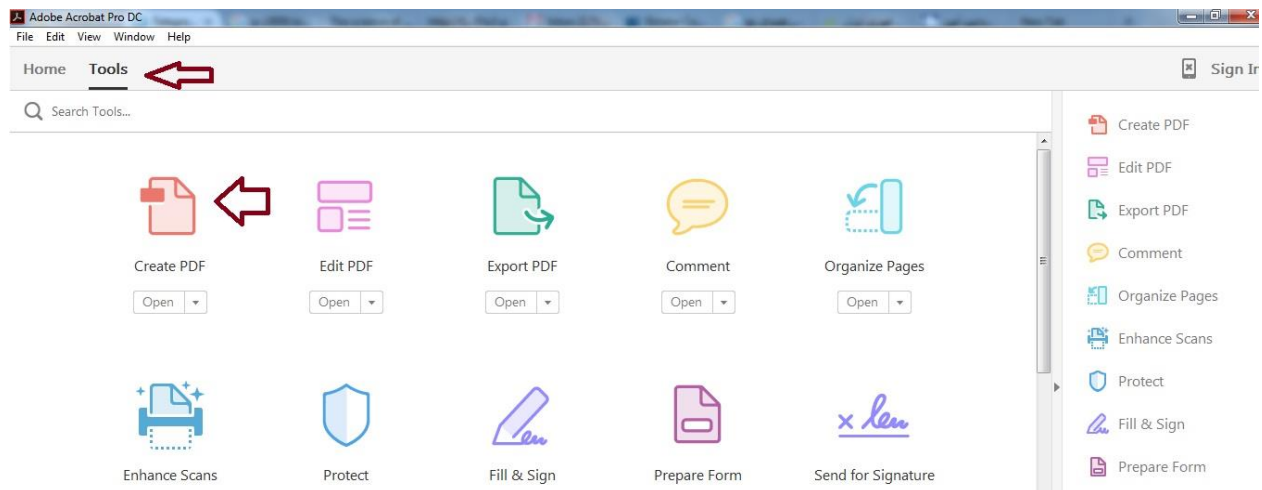 Adobe Acrobat Pro DC
File Edit View Window Help
Home Tools
Sign In
Search Tools...
Create PDF
Edit PDF
Export PDF
Comment
Organize Pages
Open
Open
Open
Open
Open
Enhance Scans
Protect
Fill & Sign
Prepare Form
Send for Signature
Create PDF
Edit PDF
Export PDF
Comment
Organize Pages
Enhance Scans
Protect
Fill & Sign
Prepare Form